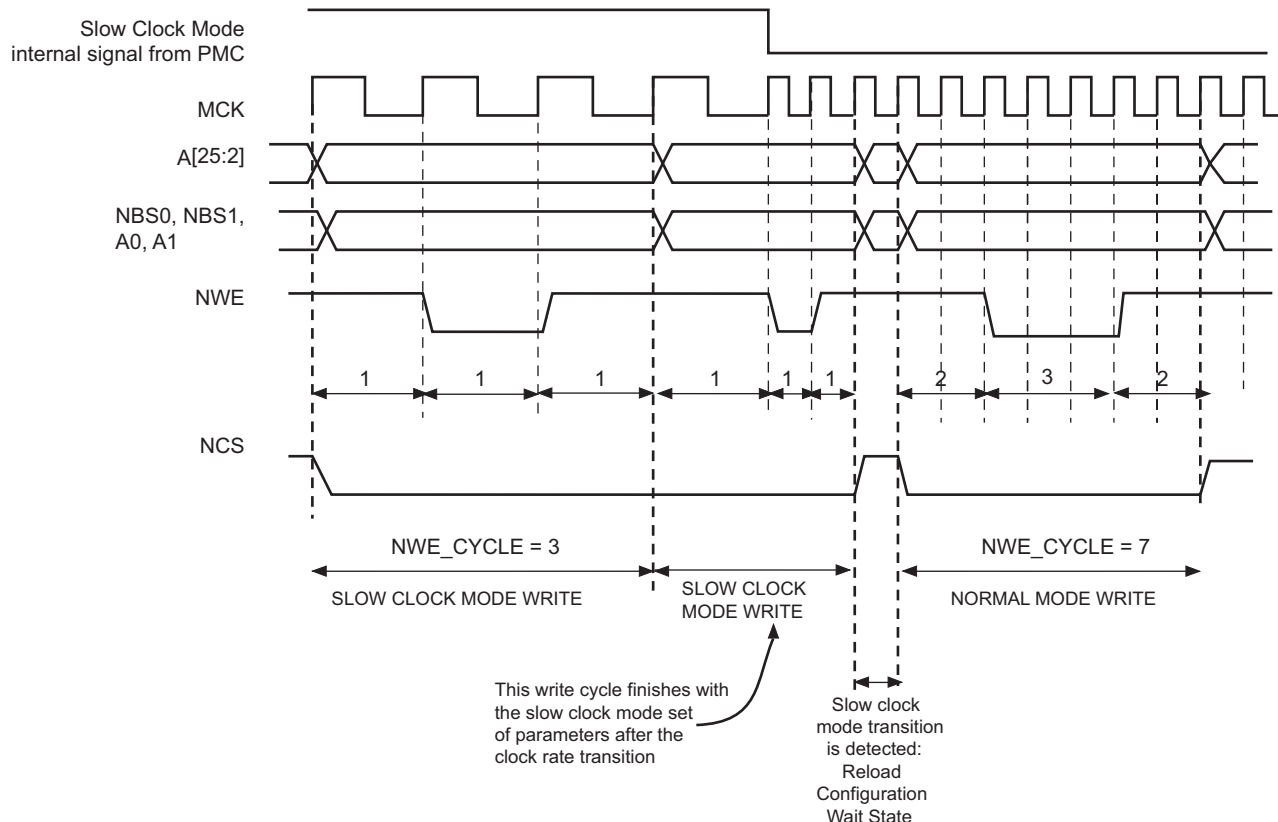 Slow Clock Mode
internal signal from PMC
MCK
A[25:2]
NBS0, NBS1,
A0, A1
NWE
1 1 1 1 1 1 2 3 2
NCS
NWE_CYCLE = 3
NWE_CYCLE = 7
SLOW CLOCK MODE WRITE
SLOW CLOCK
MODE WRITE
NORMAL MODE WRITE
This write cycle finishes with
the slow clock mode set
of parameters after the
clock rate transition
Slow clock
mode transition
is detected:
Reload
Configuration
Wait State